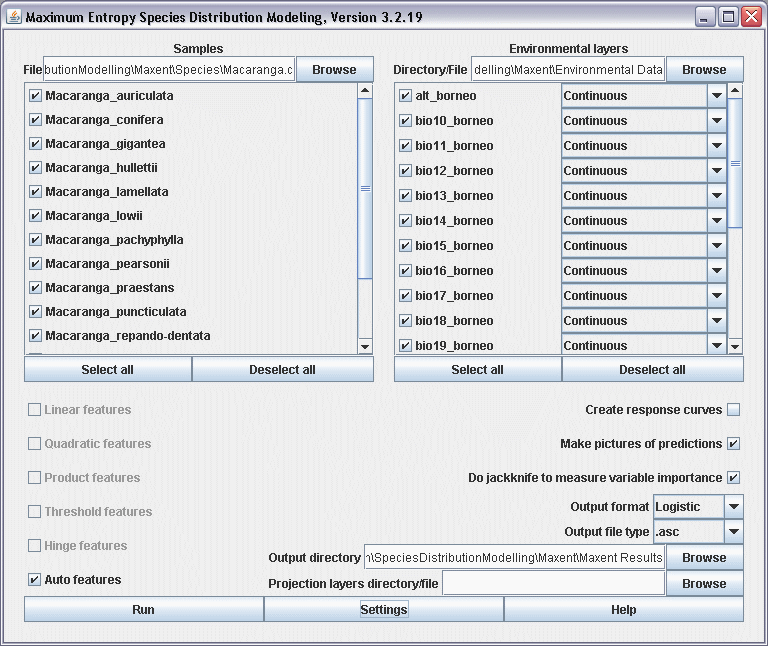 Maximum Entropy Species Distribution Modeling, Version 3.2.19
Samples
File butionModelling\Maxent\Species\Macaranga.c Browse
Macaranga_auriculata
Macaranga_conifera
Macaranga_gigantea
Macaranga_hullettii
Macaranga_lamellata
Macaranga_lowii
Macaranga_pachyphylla
Macaranga_pearsonii
Macaranga_praestans
Macaranga_puncticulata
Macaranga_repando-dentata
Select all Deselect all
Environmental layers
Directory/File delling\Maxent\Environmental Data Browse
alt_borneo Continuous
bio10_borneo Continuous
bio11_borneo Continuous
bio12_borneo Continuous
bio13_borneo Continuous
bio14_borneo Continuous
bio15_borneo Continuous
bio16_borneo Continuous
bio17_borneo Continuous
bio18_borneo Continuous
bio19_borneo Continuous
Select all Deselect all
Linear features
Quadratic features
Product features
Threshold features
Hinge features
Auto features
Create response curves
Make pictures of predictions
Do jackknife to measure variable importance
Output format Logistic
Output file type .asc
Output directory n\SpeciesDistributionModelling\Maxent\Maxent Results Browse
Projection layers directory/file Browse
Run Settings Help